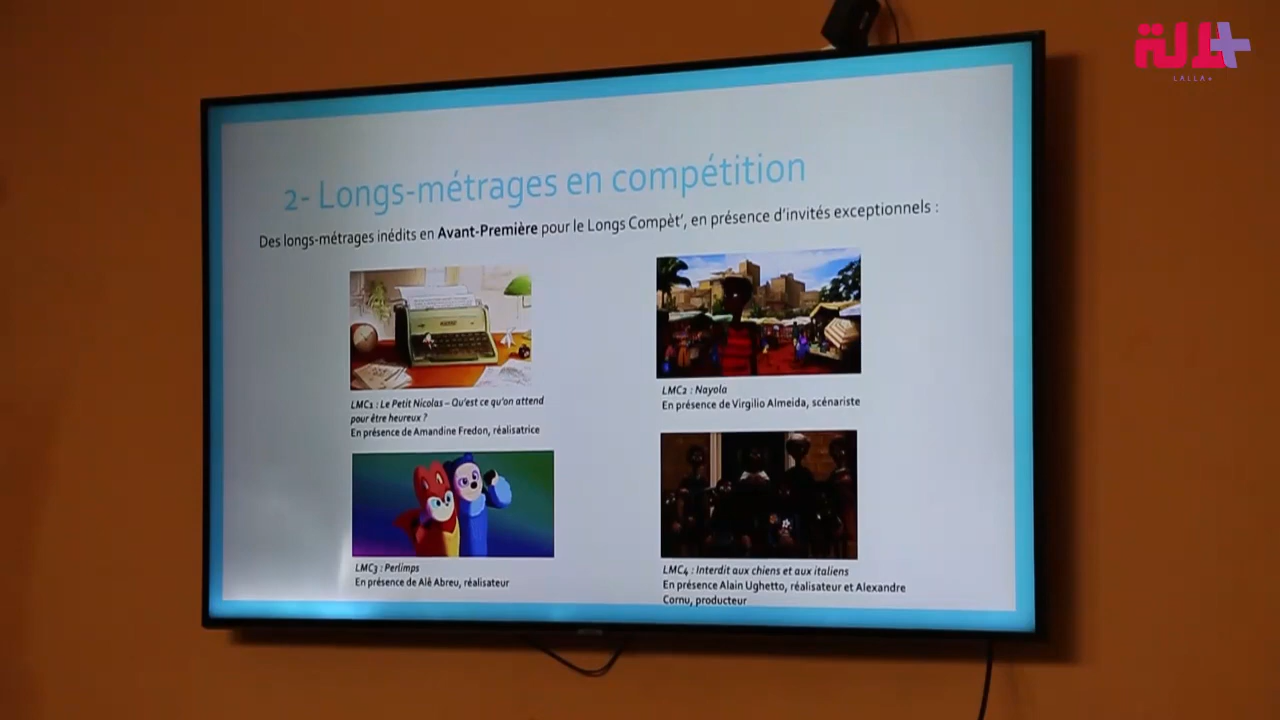 للة+
LALLA+
2- Longs-métrages en compétition
Des longs-métrages inédits en Avant-Première pour le Longs Compèt', en présence d'invités exceptionnels :
LMC1 : Le Petit Nicolas – Qu'est ce qu'on attend
pour être heureux ?
En présence de Amandine Fredon, réalisatrice
LMC2 : Nayola
En présence de Virgilio Almeida, scénariste
LMC3 : Perlimps
En présence de Alê Abreu, réalisateur
LMC4 : Interdit aux chiens et aux italiens
En présence Alain Ughetto, réalisateur et Alexandre
Cornu, producteur